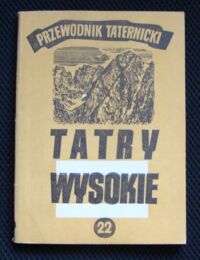 PRZEWODNIK TATERNICKI
TATRY
WYSOKIE
22